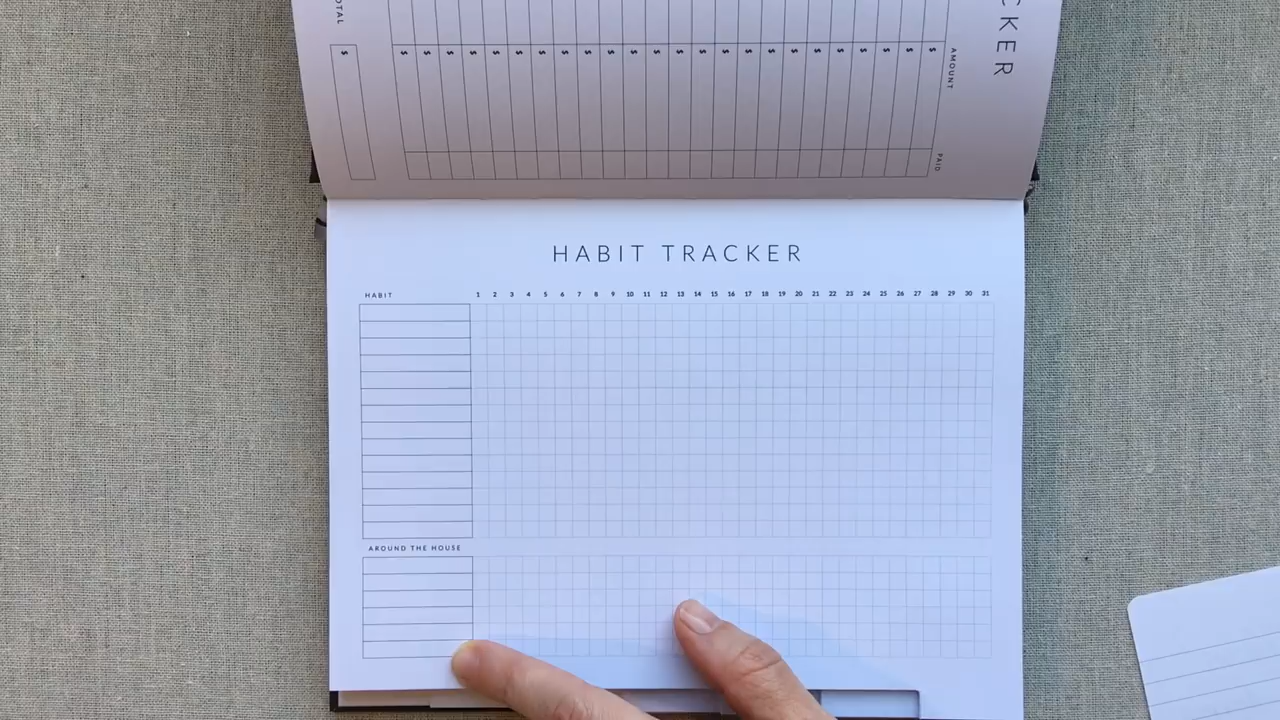 OTAL
CKER
AMOUNT
PAID
$
$ $ $ $ $ $ $ $ $ $ $ $ $ $ $ $ $ $ $ $ $ $ $ $
HABIT TRACKER
HABIT 1 2 3 4 5 6 7 8 9 10 11 12 13 14 15 16 17 18 19 20 21 22 23 24 25 26 27 28 29 30 31
AROUND THE HOUSE